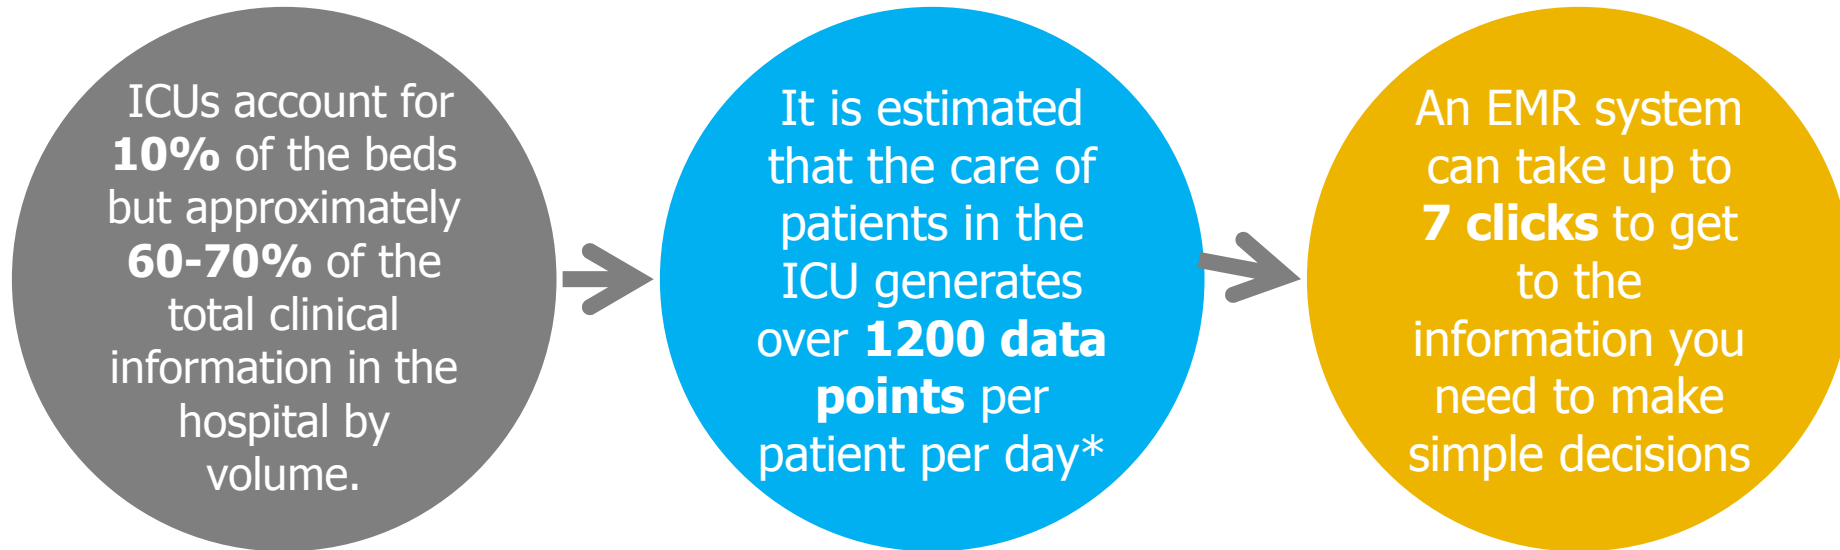 ICUs account for
10% of the beds
but approximately
60-70% of the
total clinical
information in the
hospital by
volume.
It is estimated
that the care of
patients in the
ICU generates
over 1200 data
points per
patient per day*
An EMR system
can take up to
7 clicks to get
to the
information you
need to make
simple decisions